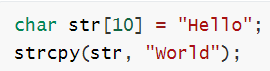 char str[10] = "Hello";
strcpy(str, "World");